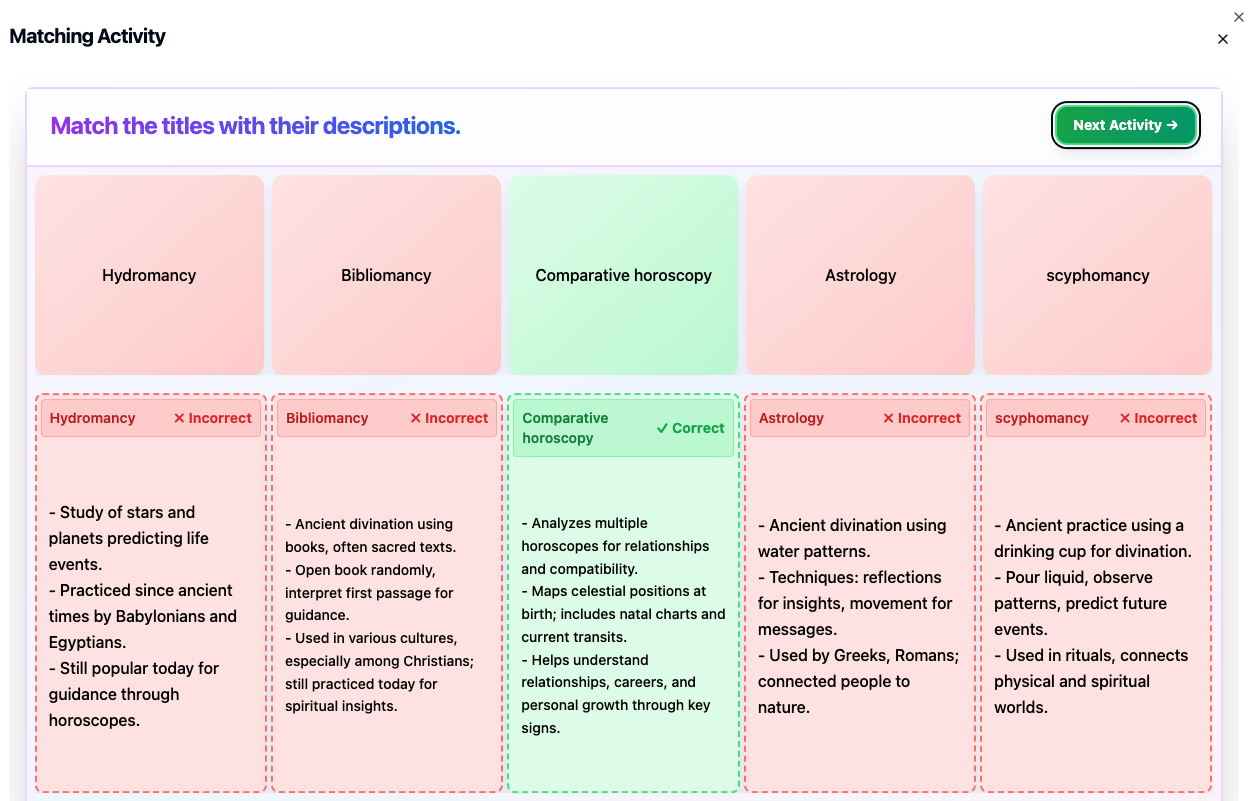 Matching Activity
Match the titles with their descriptions.
Next Activity →
Hydromancy
Bibliomancy
Comparative horoscopy
Astrology
scyphomancy
Hydromancy
✕ Incorrect
- Study of stars and
planets predicting life
events.
- Practiced since ancient
times by Babylonians and
Egyptians.
- Still popular today for
guidance through
horoscopes.
Bibliomancy
✕ Incorrect
- Ancient divination using
books, often sacred texts.
- Open book randomly,
interpret first passage for
guidance.
- Used in various cultures,
especially among Christians;
still practiced today for
spiritual insights.
Comparative
horoscopy
✓ Correct
- Analyzes multiple
horoscopes for relationships
and compatibility.
- Maps celestial positions at
birth; includes natal charts and
current transits.
- Helps understand
relationships, careers, and
personal growth through key
signs.
Astrology
✕ Incorrect
- Ancient divination using
water patterns.
- Techniques: reflections
for insights, movement for
messages.
- Used by Greeks, Romans;
connected people to
nature.
scyphomancy
✕ Incorrect
- Ancient practice using a
drinking cup for divination.
- Pour liquid, observe
patterns, predict future
events.
- Used in rituals, connects
physical and spiritual
worlds.